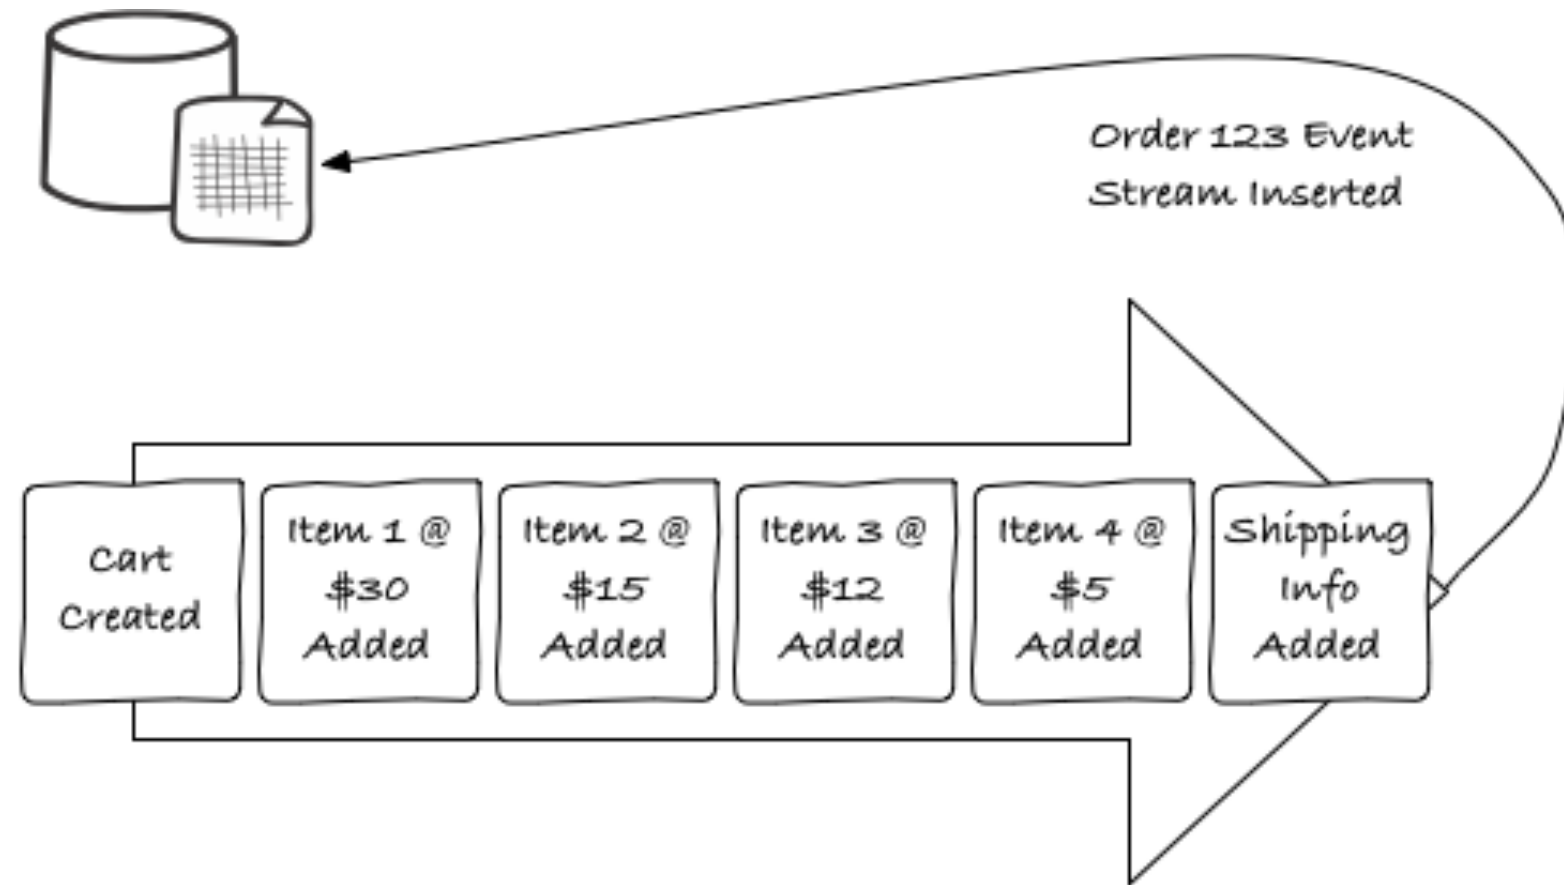 Order 123 Event
Stream Inserted
Cart
Created
Item 1 @
$30
Added
Item 2 @
$15
Added
Item 3 @
$12
Added
Item 4 @
$5
Added
Shipping
Info
Added